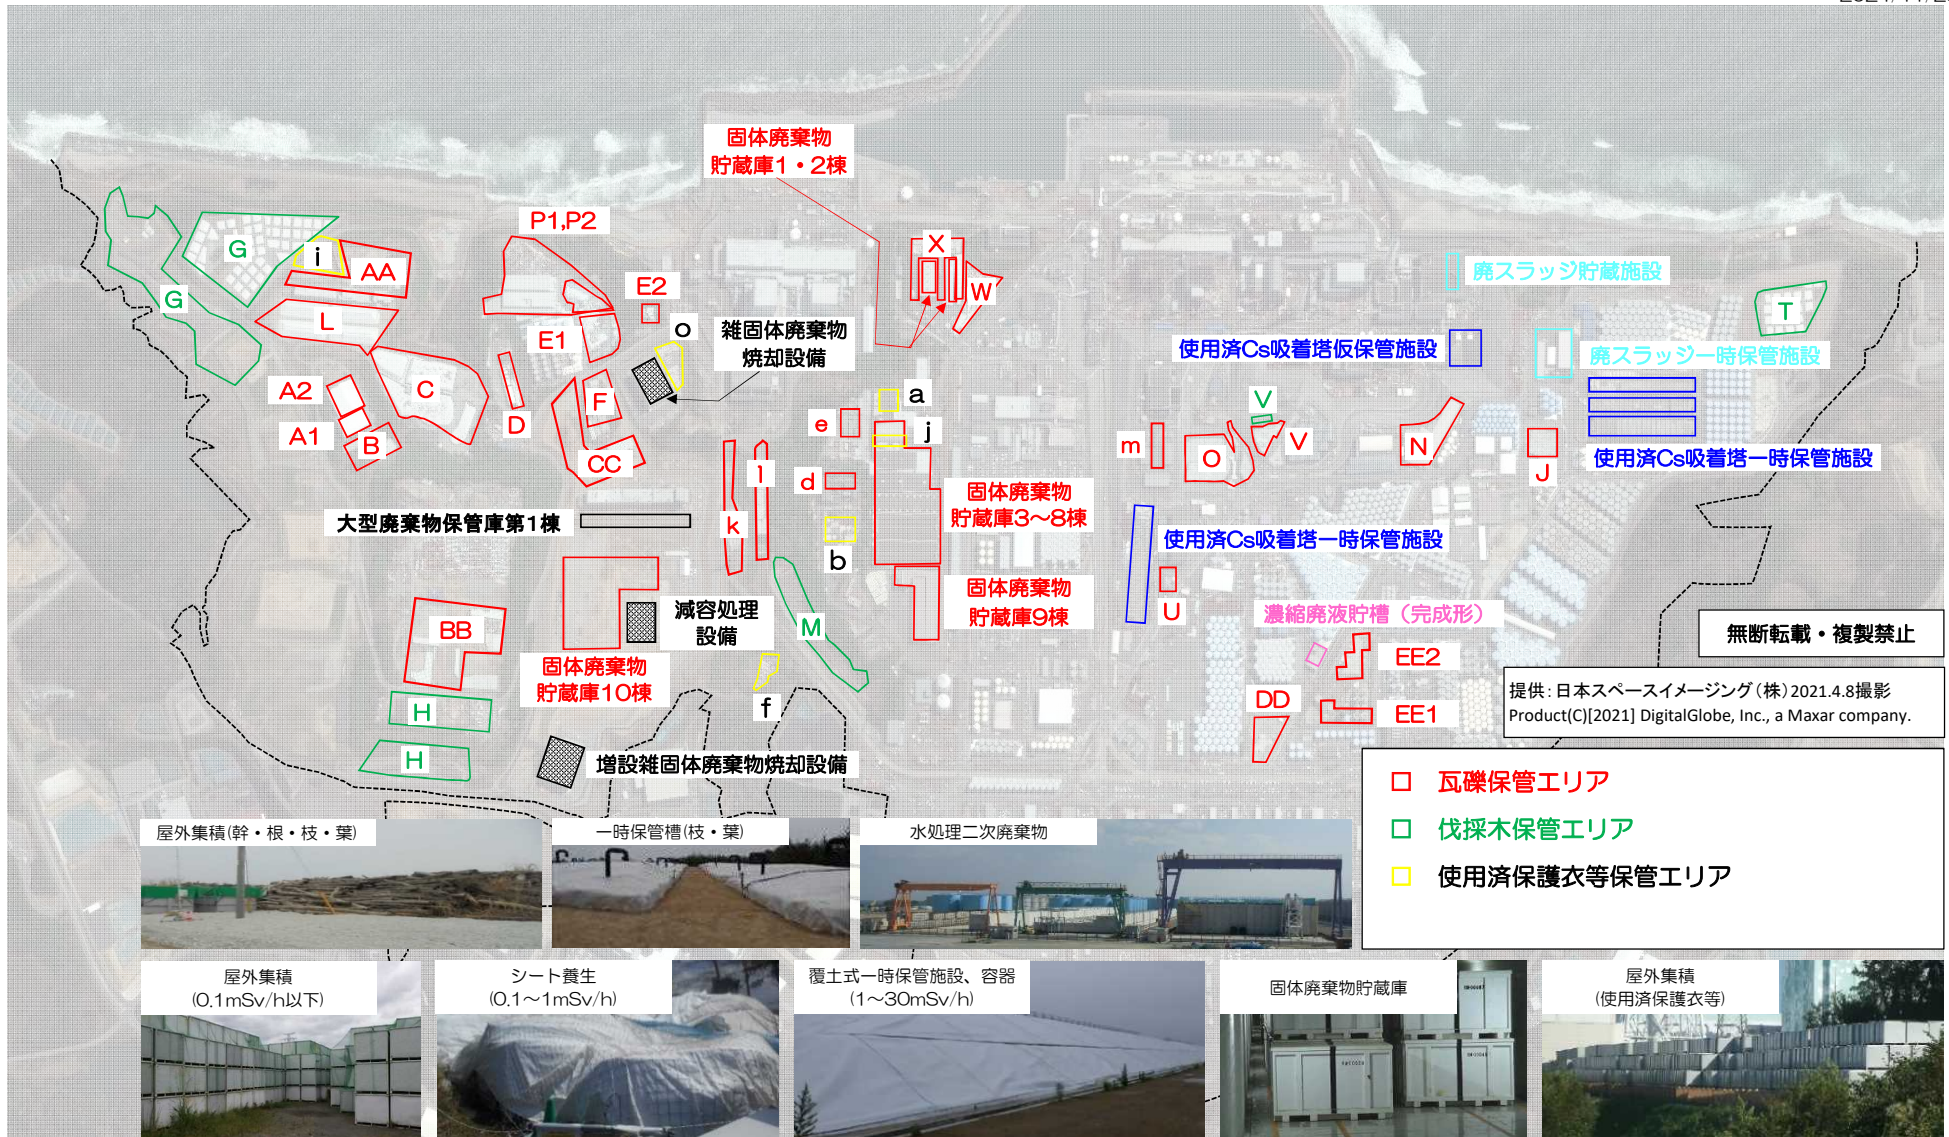 固体廃棄物
貯蔵庫1・2棟
P1,P2
X
W
G
i
AA
G
L
E2
o
雑固体廃棄物
焼却設備
E1
廃スラッジ貯蔵施設
T
使用済Cs吸着塔仮保管施設
廃スラッジ一時保管施設
A2
C
D
F
a
A1
B
e
j
V
m
O
V
N
J
使用済Cs吸着塔一時保管施設
CC
l
d
固体廃棄物
貯蔵庫3〜8棟
大型廃棄物保管庫第1棟
k
b
使用済Cs吸着塔一時保管施設
固体廃棄物
貯蔵庫9棟
U
減容処理
設備
M
濃縮廃液貯槽（完成形）
BB
無断転載・複製禁止
EE2
固体廃棄物
貯蔵庫10棟
提供：日本スペースイメージング（株）2021.4.8撮影
Product(C)[2021] DigitalGlobe, Inc., a Maxar company.
f
DD
EE1
H
H
増設雑固体廃棄物焼却設備
瓦礫保管エリア
伐採木保管エリア
使用済保護衣等保管エリア
屋外集積(幹・根・枝・葉)
一時保管槽(枝・葉)
水処理二次廃棄物
屋外集積
(0.1mSv/h以下)
シート養生
(0.1〜1mSv/h)
覆土式一時保管施設、容器
(1〜30mSv/h)
固体廃棄物貯蔵庫
屋外集積
(使用済保護衣等)